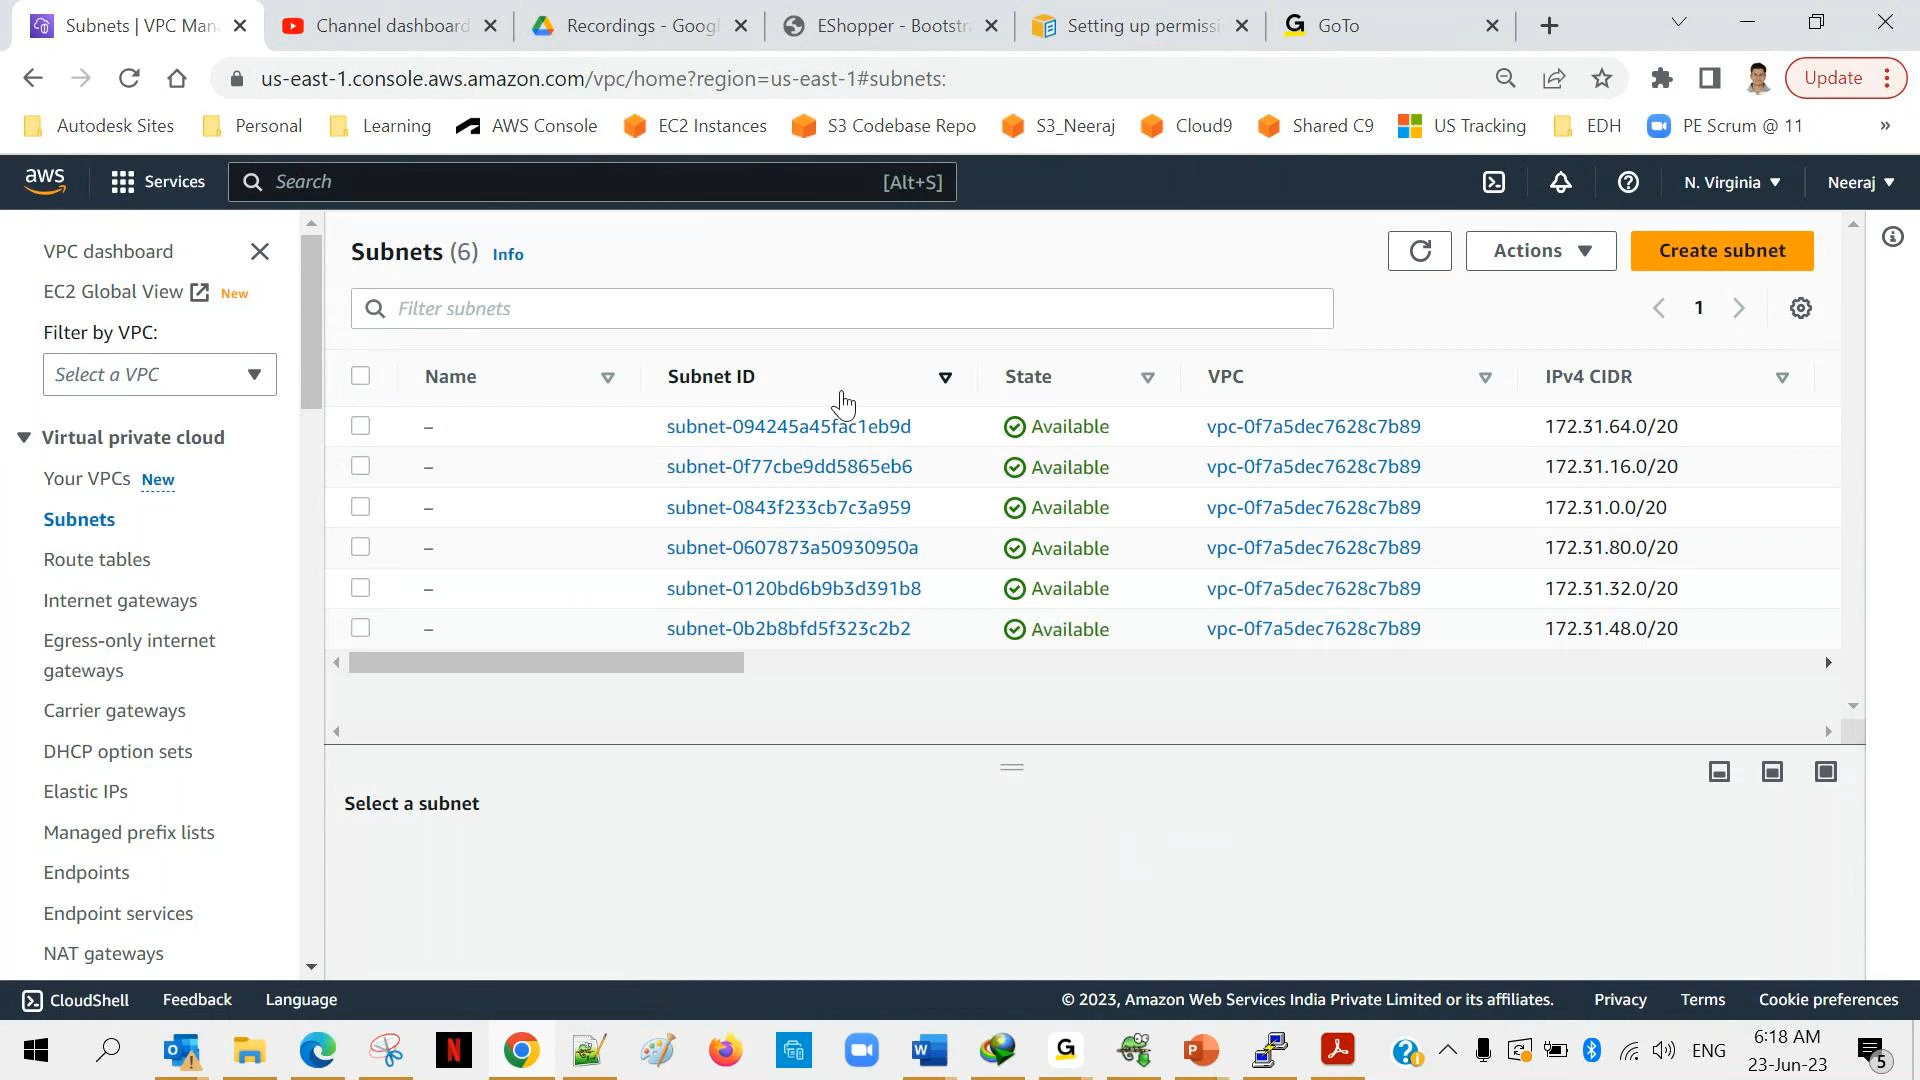 Subnets | VPC Man
Channel dashboard
Recordings - Googl
EShopper - Bootstr
Setting up permissi
GoTo
us-east-1.console.aws.amazon.com/vpc/home?region=us-east-1#subnets:
Update
Autodesk Sites
Personal
Learning
AWS Console
EC2 Instances
S3 Codebase Repo
S3_Neeraj
Cloud9
Shared C9
US Tracking
EDH
PE Scrum @ 11
»
aws
Services
Search
[Alt+S]
N. Virginia
Neeraj
VPC dashboard
EC2 Global View New
Filter by VPC:
Select a VPC
Virtual private cloud
Your VPCs New
Subnets
Route tables
Internet gateways
Egress-only internet
gateways
Carrier gateways
DHCP option sets
Elastic IPs
Managed prefix lists
Endpoints
Endpoint services
NAT gateways
Subnets (6) Info
Actions
Create subnet
Filter subnets
1
Name Subnet ID State VPC IPv4 CIDR
– subnet-094245a45fac1eb9d Available vpc-0f7a5dec7628c7b89 172.31.64.0/20
– subnet-0f77cbe9dd5865eb6 Available vpc-0f7a5dec7628c7b89 172.31.16.0/20
– subnet-0843f233cb7c3a959 Available vpc-0f7a5dec7628c7b89 172.31.0.0/20
– subnet-0607873a50930950a Available vpc-0f7a5dec7628c7b89 172.31.80.0/20
– subnet-0120bd6b9b3d391b8 Available vpc-0f7a5dec7628c7b89 172.31.32.0/20
– subnet-0b2b8bfd5f323c2b2 Available vpc-0f7a5dec7628c7b89 172.31.48.0/20
Select a subnet
CloudShell
Feedback
Language
© 2023, Amazon Web Services India Private Limited or its affiliates.
Privacy
Terms
Cookie preferences
ENG
6:18 AM
23-Jun-23
5